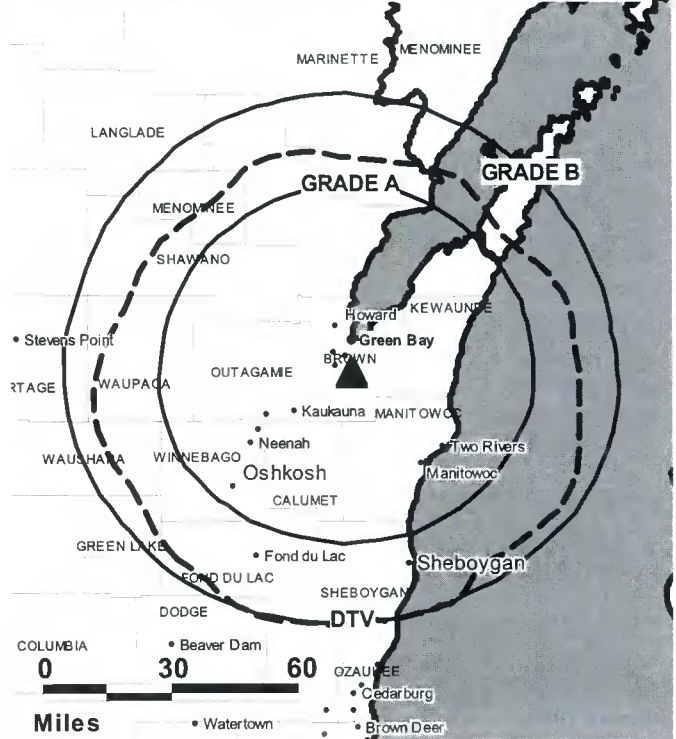 MENOMINEE
MARINETTE
LANGLADE
GRADE B
GRADE A
MENOMINEE
SHAWANO
KEWAUNEE
Howard
Green Bay
Stevens Point
BROWN
OUTAGAMIE
RTAGE
WAUPACA
Kaukauna
MANITOWOC
Neenah
Two Rivers
WAUSHARA
WINNEBAGO
Oshkosh
Manitowoc
CALUMET
GREEN LAKE
Fond du Lac
Sheboygan
FOND DU LAC
SHEBOYGAN
DODGE
DTV
COLUMBIA
Beaver Dam
0 30 60
OZAUKEE
Cedarburg
Miles
Watertown
Brown Deer